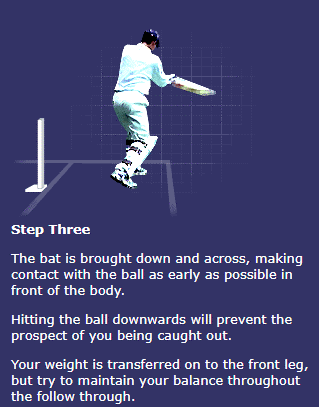 Step Three
The bat is brought down and across, making
contact with the ball as early as possible in
front of the body.
Hitting the ball downwards will prevent the
prospect of you being caught out.
Your weight is transferred on to the front leg,
but try to maintain your balance throughout
the follow through.